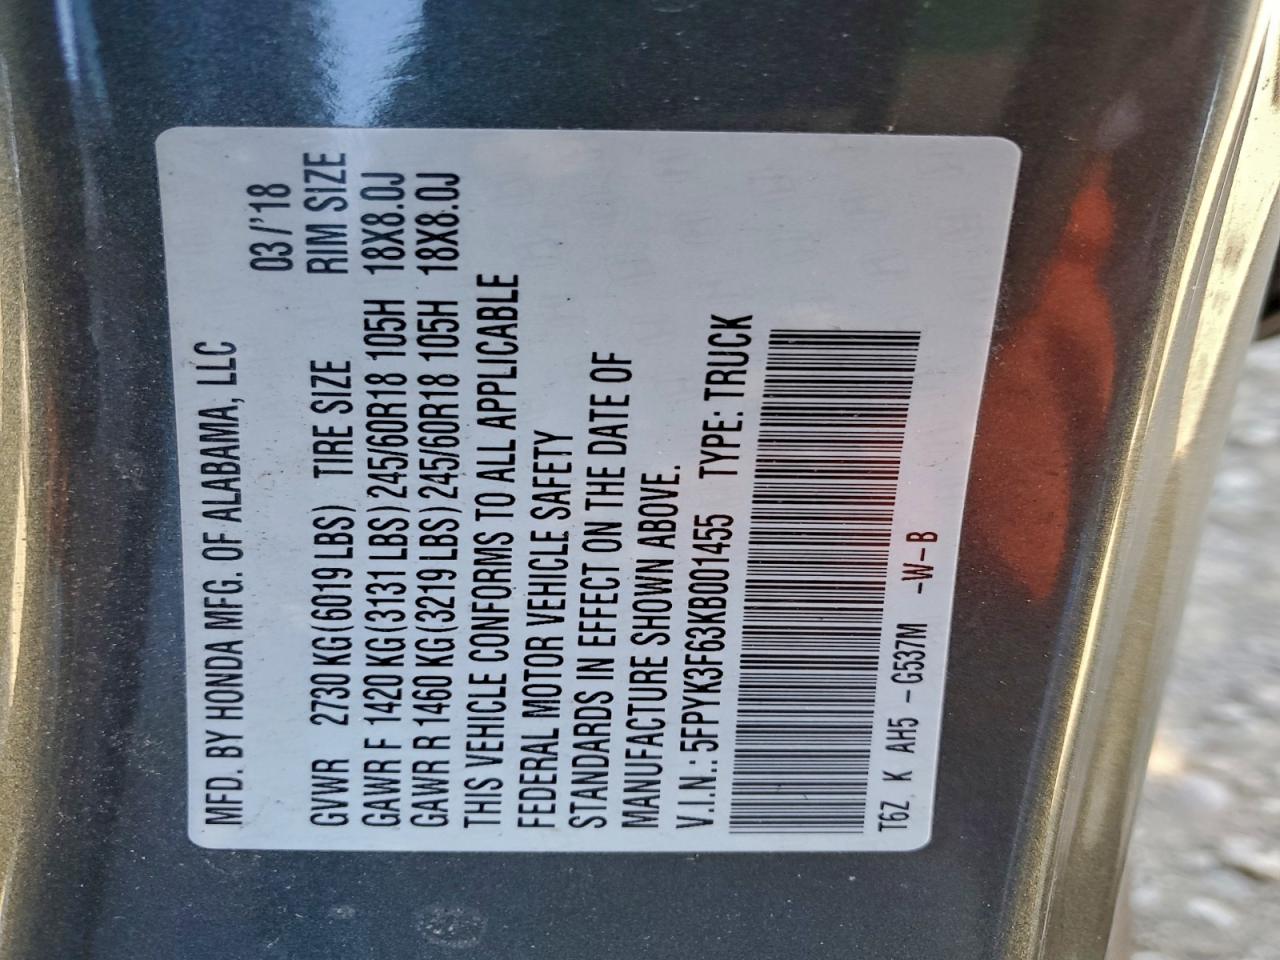 MFD. BY HONDA MFG. OF ALABAMA, LLC
03/'18
GVWR 2730 KG(6019 LBS) TIRE SIZE RIM SIZE
GAWR F 1420 KG(3131 LBS) 245/60R18 105H 18X8.0J
GAWR R 1460 KG(3219 LBS) 245/60R18 105H 18X8.0J
THIS VEHICLE CONFORMS TO ALL APPLICABLE
FEDERAL MOTOR VEHICLE SAFETY
STANDARDS IN EFFECT ON THE DATE OF
MANUFACTURE SHOWN ABOVE.
V.I.N.: 5FPYK3F63KB001455 TYPE: TRUCK
T6Z K AH5 -G537M -W-B